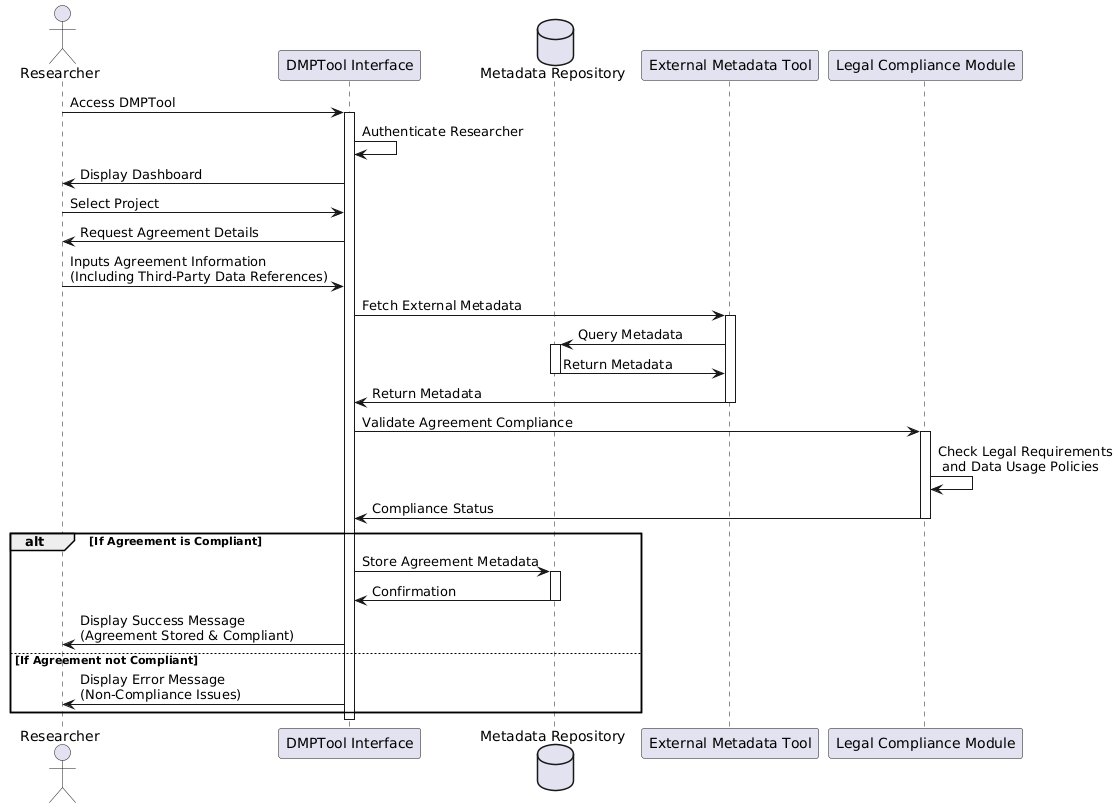 Researcher
DMPTool Interface
Metadata Repository
External Metadata Tool
Legal Compliance Module
Access DMPTool
Authenticate Researcher
Display Dashboard
Select Project
Request Agreement Details
Inputs Agreement Information
(Including Third-Party Data References)
Fetch External Metadata
Query Metadata
Return Metadata
Return Metadata
Validate Agreement Compliance
Check Legal Requirements
and Data Usage Policies
Compliance Status
alt
[If Agreement is Compliant]
Store Agreement Metadata
Confirmation
Display Success Message
(Agreement Stored & Compliant)
[If Agreement not Compliant]
Display Error Message
(Non-Compliance Issues)
Researcher
DMPTool Interface
Metadata Repository
External Metadata Tool
Legal Compliance Module